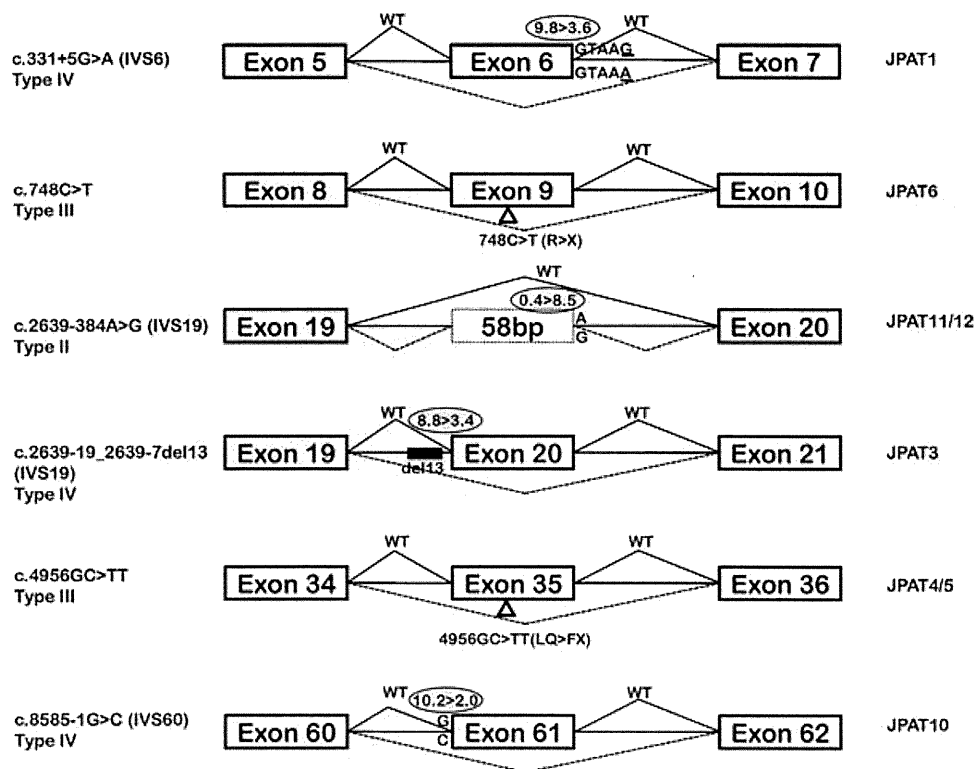 WT
9.8>3.6
WT
c.331+5G>A (IVS6)
Type IV
Exon 5
Exon 6
GTAAG
GTAAA
Exon 7
JPAT1
WT
WT
c.748C>T
Type III
Exon 8
Exon 9
Exon 10
JPAT6
748C>T (R>X)
WT
0.4>8.5
c.2639-384A>G (IVS19)
Type II
Exon 19
58bp
A
G
Exon 20
JPAT11/12
WT
8.8>3.4
WT
c.2639-19_2639-7del13
(IVS19)
Type IV
Exon 19
del13
Exon 20
Exon 21
JPAT3
WT
WT
c.4956GC>TT
Type III
Exon 34
Exon 35
Exon 36
JPAT4/5
4956GC>TT(LQ>FX)
WT
10.2>2.0
WT
c.8585-1G>C (IVS60)
Type IV
Exon 60
G
C
Exon 61
Exon 62
JPAT10